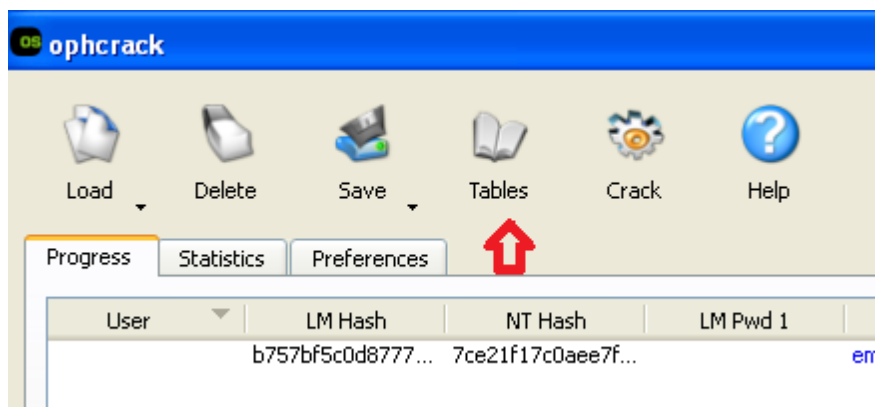 OS ophcrack
Load Delete Save Tables Crack Help
Progress Statistics Preferences
User LM Hash NT Hash LM Pwd 1
b757bf5c0d8777... 7ce21f17c0aee7f... em